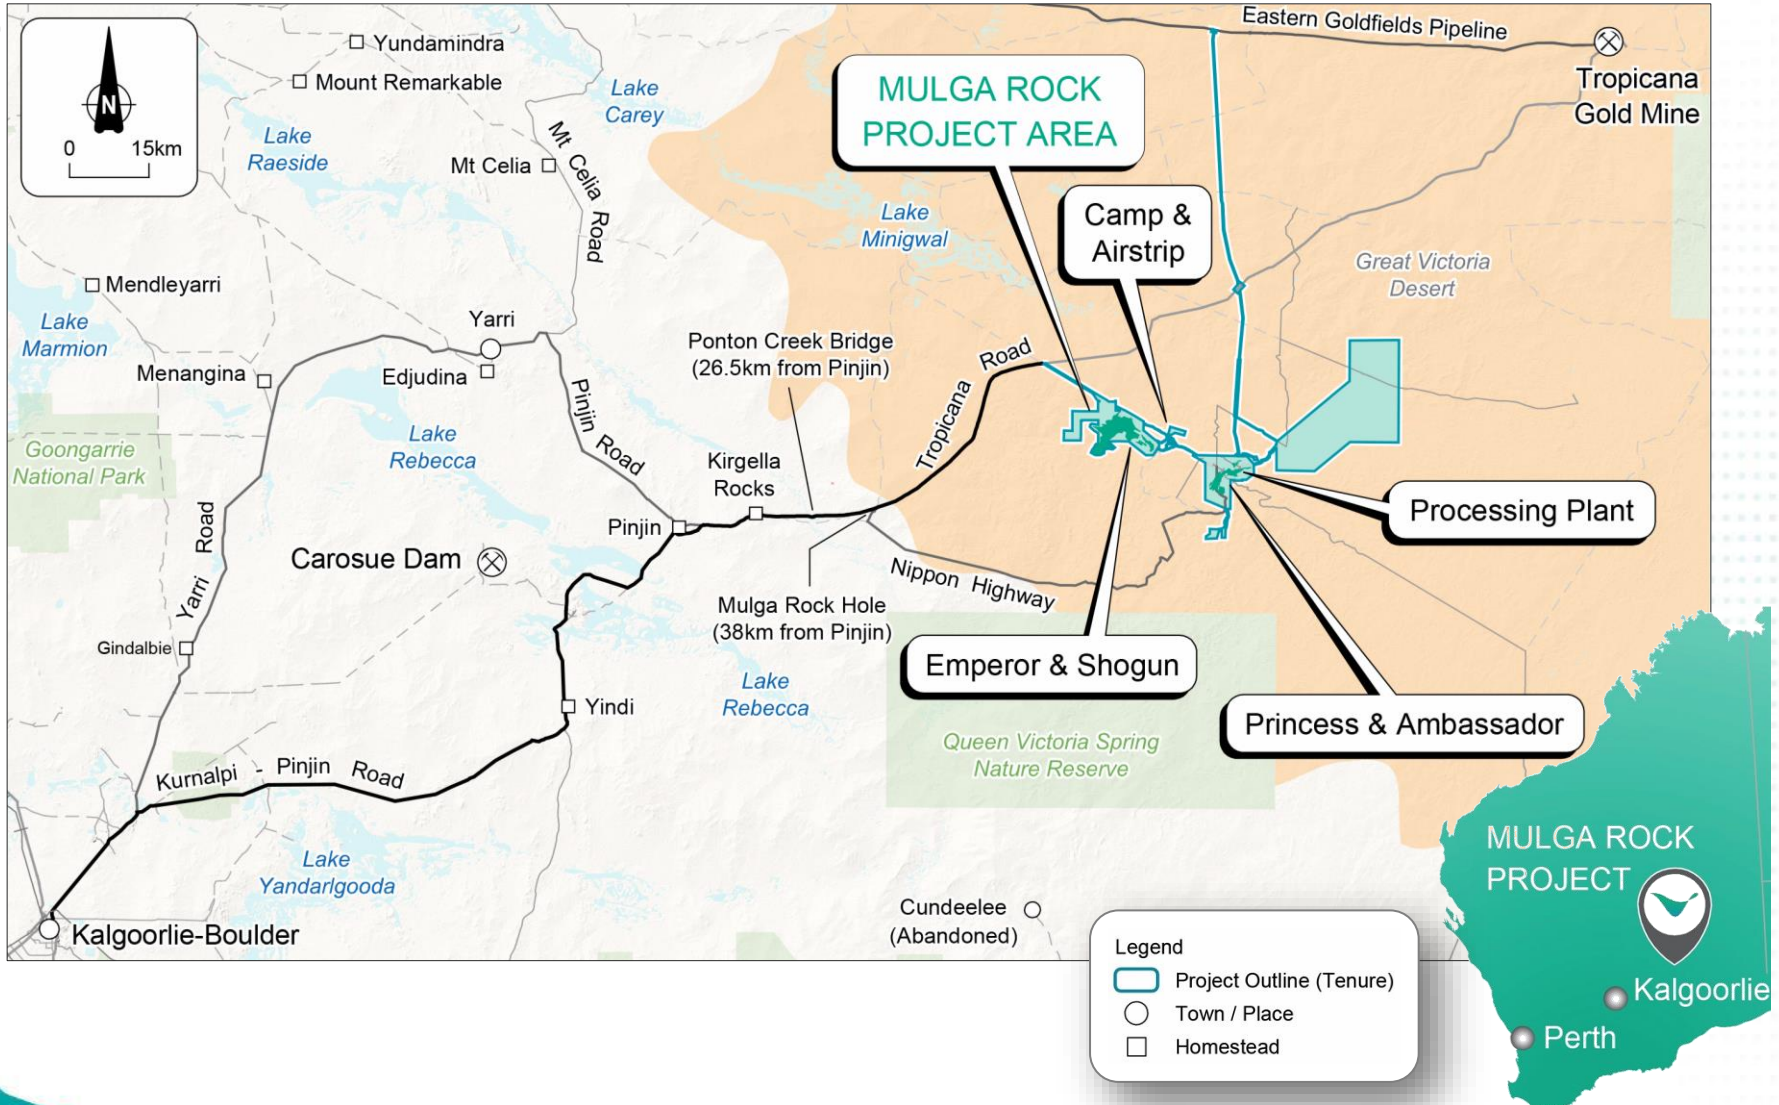 Eastern Goldfields Pipeline
Tropicana
Gold Mine
N
0 15km
Yundamindra
Mount Remarkable
Lake
Carey
Lake
Raeside
Mt Celia
Mt Celia Road
MULGA ROCK
PROJECT AREA
Camp &
Airstrip
Lake
Minigwal
Great Victoria
Desert
Mendleyarri
Lake
Marmion
Yarri
Menangina
Edjudina
Ponton Creek Bridge
(26.5km from Pinjin)
Tropicana Road
Pinjin Road
Goongarrie
National Park
Lake
Rebecca
Kirgella
Rocks
Pinjin
Processing Plant
Yarri Road
Carosue Dam
Nippon Highway
Mulga Rock Hole
(38km from Pinjin)
Gindalbie
Emperor & Shogun
Lake
Rebecca
Yindi
Princess & Ambassador
Queen Victoria Spring
Nature Reserve
Kurnalpi - Pinjin Road
Lake
Yandarlgooda
Kalgoorlie-Boulder
Cundeelee
(Abandoned)
Legend
Project Outline (Tenure)
Town / Place
Homestead
MULGA ROCK
PROJECT
Kalgoorlie
Perth